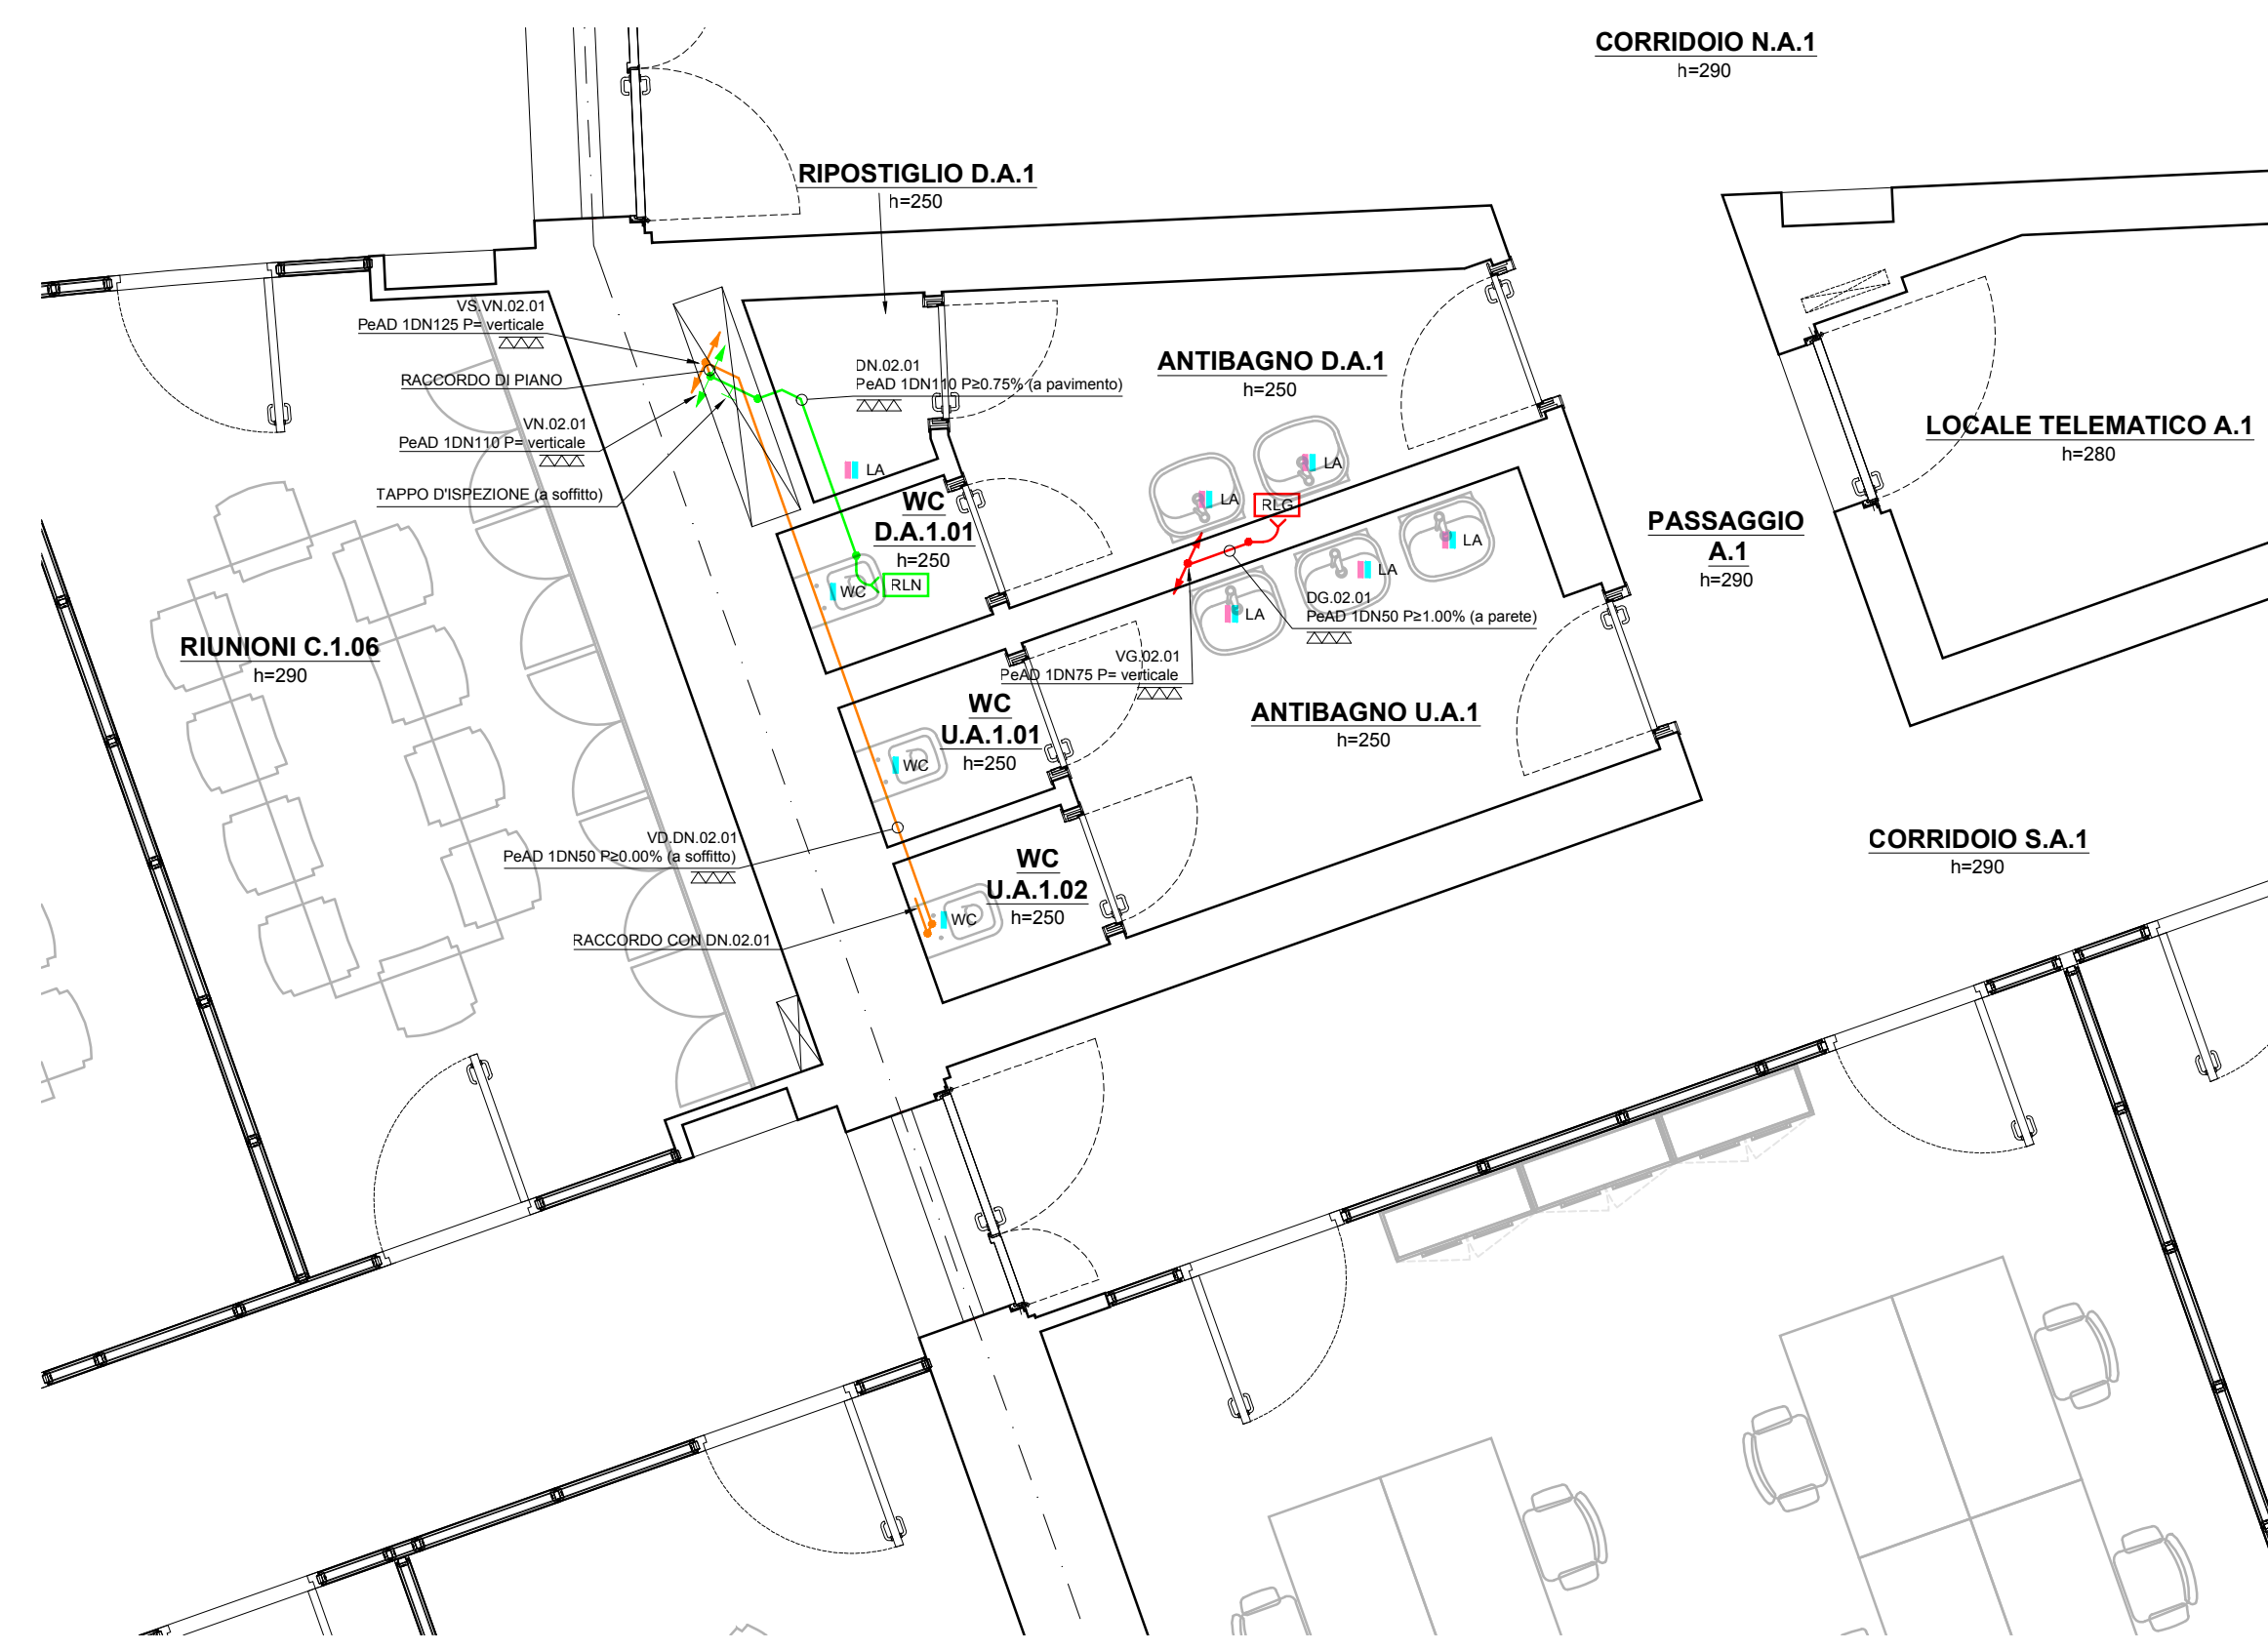 CORRIDOIO N.A.1
h=290
RIPOSTIGLIO D.A.1
h=250
VS.VN.02.01
PeAD 1DN125 P= verticale
RACCORDO DI PIANO
VN.02.01
PeAD 1DN110 P= verticale
TAPPO D'ISPEZIONE (a soffitto)
DN.02.01
PeAD 1DN110 P≥0.75% (a pavimento)
LA
ANTIBAGNO D.A.1
h=250
LA
LA
RLG
LOCALE TELEMATICO A.1
h=280
WC
D.A.1.01
h=250
WC
RLN
PASSAGGIO
A.1
h=290
LA
LA
LA
DG.02.01
PeAD 1DN50 P≥1.00% (a parete)
VG.02.01
PeAD 1DN75 P= verticale
RIUNIONI C.1.06
h=290
WC
U.A.1.01
h=250
WC
ANTIBAGNO U.A.1
h=250
VD.DN.02.01
PeAD 1DN50 P≥0.00% (a soffitto)
WC
U.A.1.02
h=250
WC
RACCORDO CON DN.02.01
CORRIDOIO S.A.1
h=290